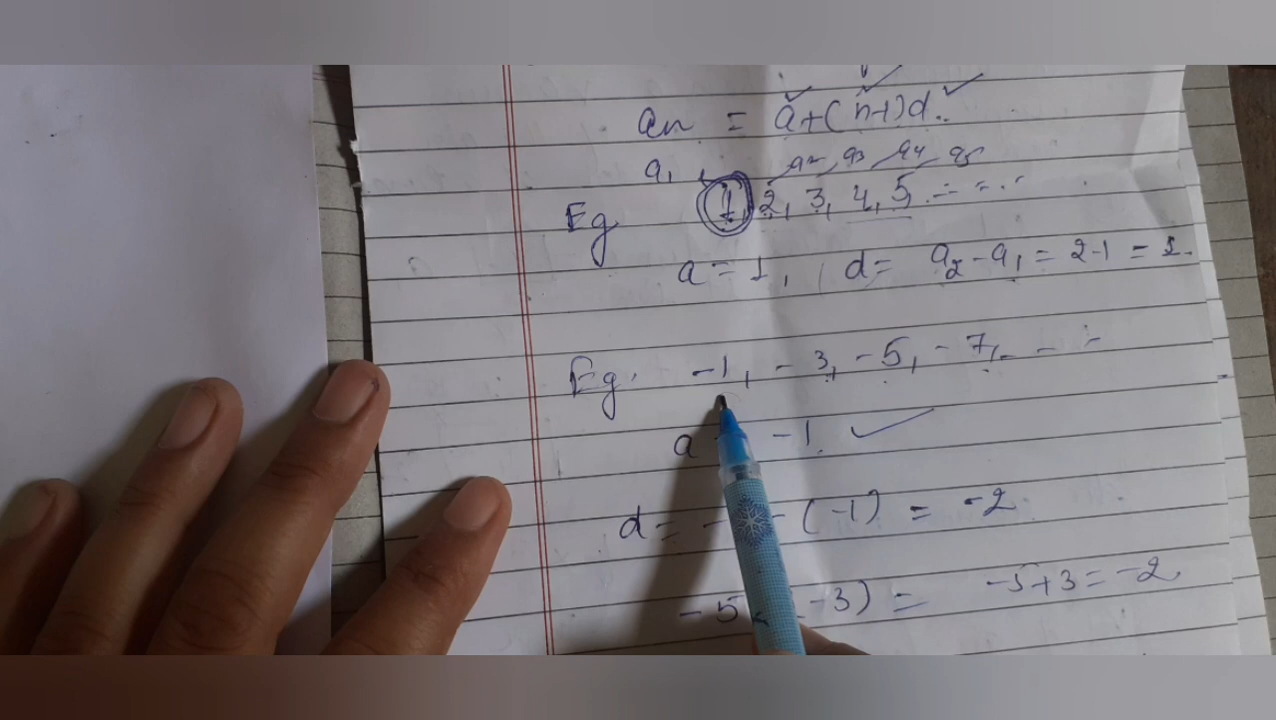 an = a+(n-1)d.
a₁, a₂, a₃, a₄, a₅
Eg 1, 2, 3, 4, 5, - - - -
a = 1, d = a₂-a₁ = 2-1 = 1.
Eg. -1, -3, -5, -7, - - -
a -1
d = - - (-1) = -2
-5 -3) = -5+3 = -2